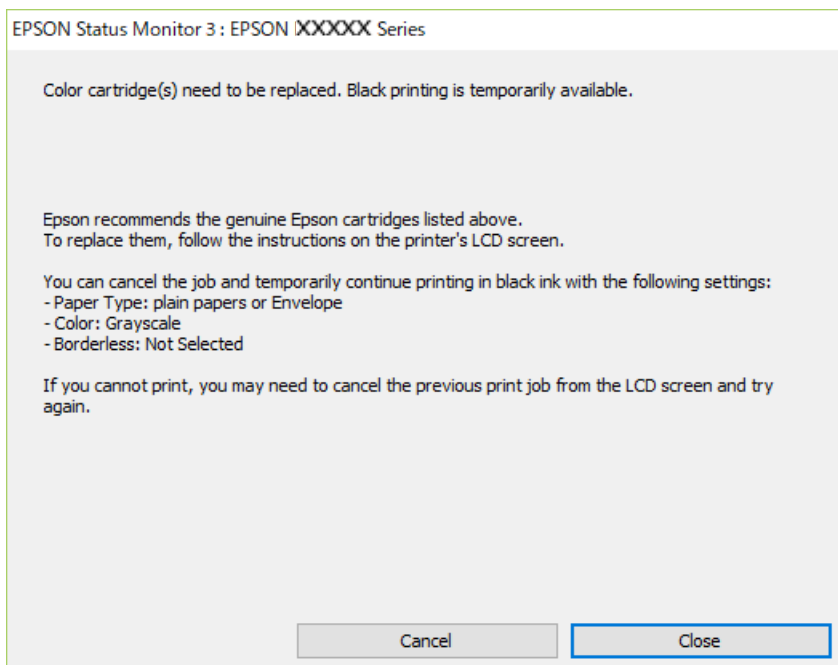 EPSON Status Monitor 3 : EPSON XXXXX Series
Color cartridge(s) need to be replaced. Black printing is temporarily available.
Epson recommends the genuine Epson cartridges listed above.
To replace them, follow the instructions on the printer's LCD screen.
You can cancel the job and temporarily continue printing in black ink with the following settings:
- Paper Type: plain papers or Envelope
- Color: Grayscale
- Borderless: Not Selected
If you cannot print, you may need to cancel the previous print job from the LCD screen and try
again.
Cancel
Close